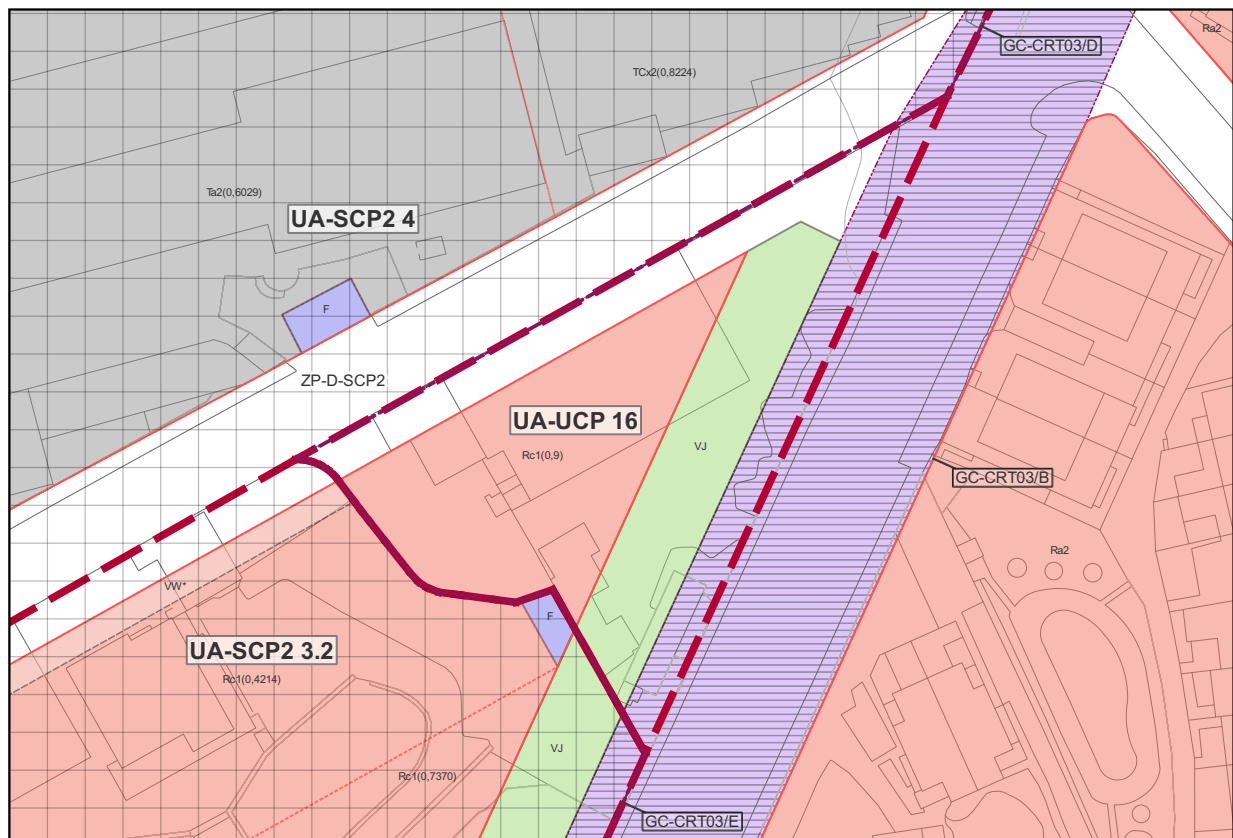 Ra2
GC-CRT03/D
TCx2(0,8224)
Ta2(0,6029)
UA-SCP2 4
F
ZP-D-SCP2
UA-UCP 16
VJ
Rc1(0,9)
GC-CRT03/B
Ra2
VW*
F
UA-SCP2 3.2
Rc1(0,4214)
VJ
Rc1(0,7370)
GC-CRT03/E